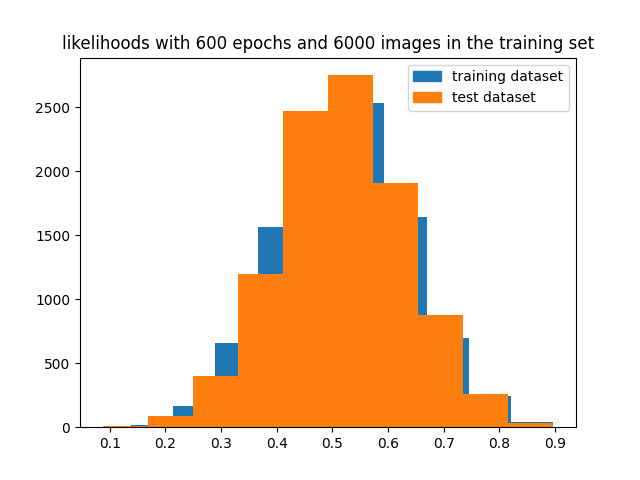 likelihoods with 600 epochs and 6000 images in the training set
training dataset
test dataset
2500
2000
1500
1000
500
0
0.1 0.2 0.3 0.4 0.5 0.6 0.7 0.8 0.9